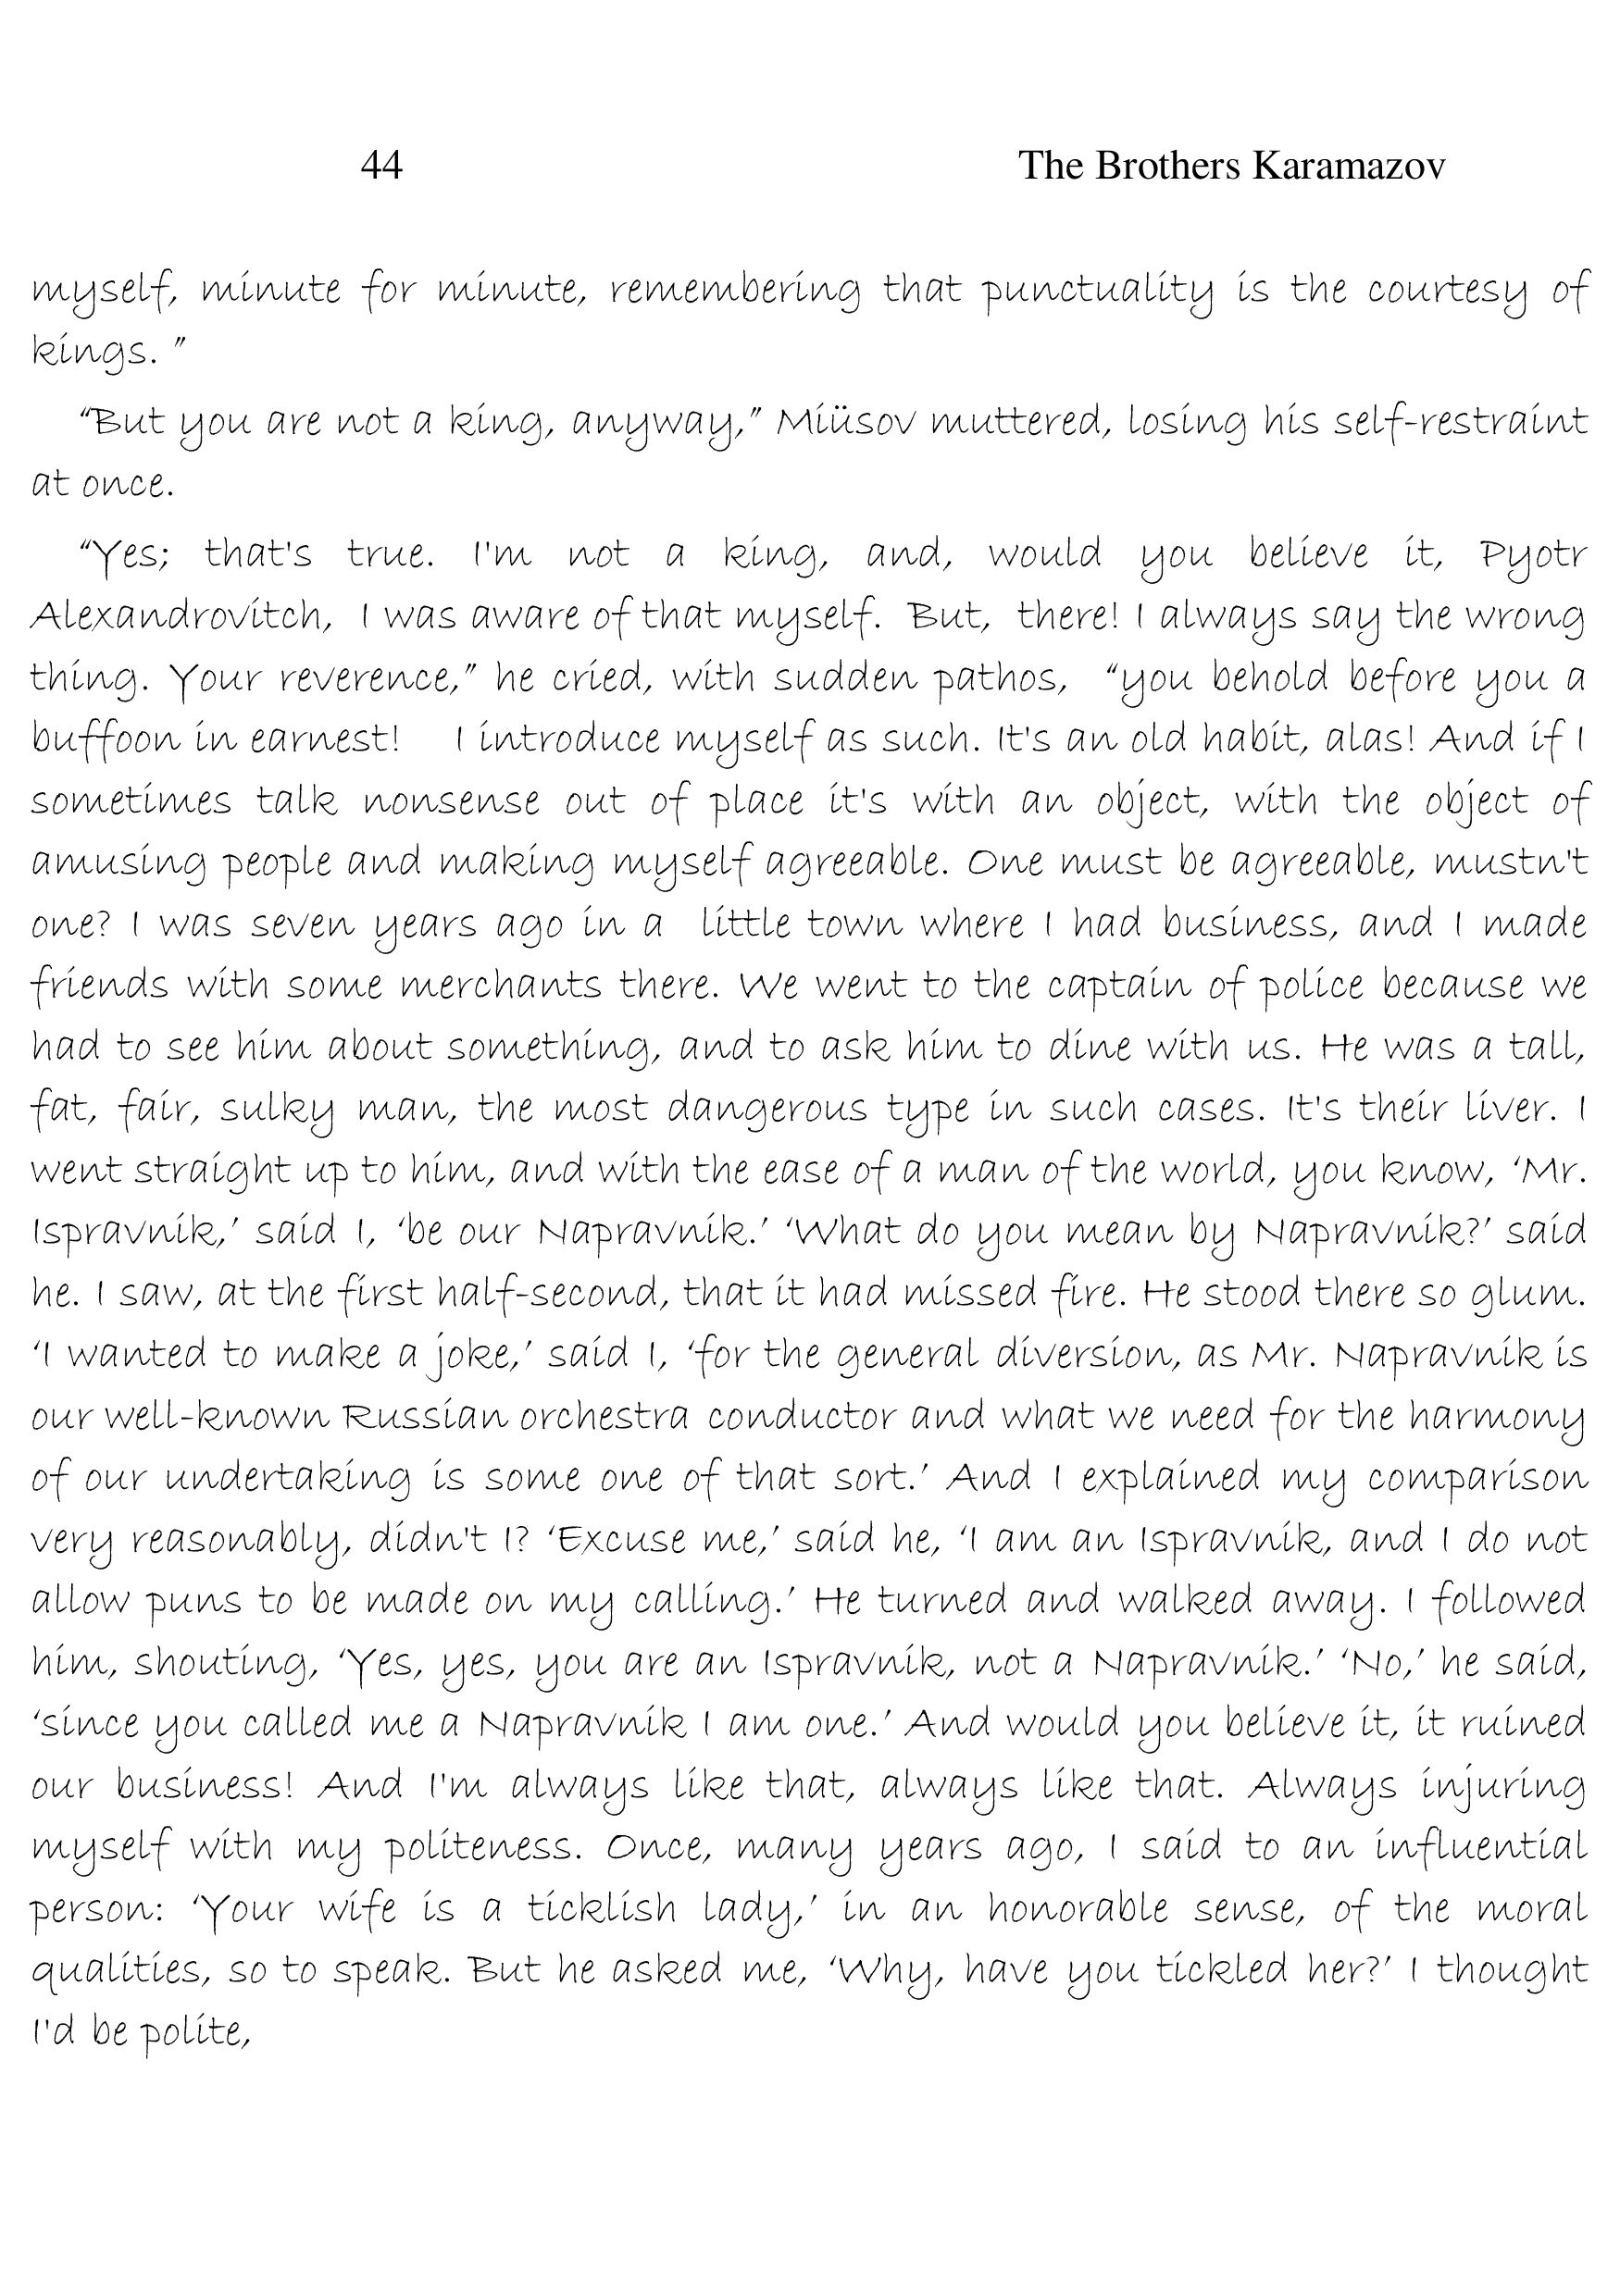 44 The Brothers Karamazov
myself, minute for minute, remembering that punctuality is the courtesy of
kings. ”
“But you are not a king, anyway,” Miüsov muttered, losing his self-restraint
at once.
“Yes; that's true. I'm not a king, and, would you believe it, Pyotr
Alexandrovitch, I was aware of that myself. But, there! I always say the wrong
thing. Your reverence,” he cried, with sudden pathos, “you behold before you a
buffoon in earnest! I introduce myself as such. It's an old habit, alas! And if I
sometimes talk nonsense out of place it's with an object, with the object of
amusing people and making myself agreeable. One must be agreeable, mustn't
one? I was seven years ago in a little town where I had business, and I made
friends with some merchants there. We went to the captain of police because we
had to see him about something, and to ask him to dine with us. He was a tall,
fat, fair, sulky man, the most dangerous type in such cases. It's their liver. I
went straight up to him, and with the ease of a man of the world, you know, ‘Mr.
Ispravnik,’ said I, ‘be our Napravnik.’ ‘What do you mean by Napravnik?’ said
he. I saw, at the first half-second, that it had missed fire. He stood there so glum.
‘I wanted to make a joke,’ said I, ‘for the general diversion, as Mr. Napravnik is
our well-known Russian orchestra conductor and what we need for the harmony
of our undertaking is some one of that sort.’ And I explained my comparison
very reasonably, didn't I? ‘Excuse me,’ said he, ‘I am an Ispravnik, and I do not
allow puns to be made on my calling.’ He turned and walked away. I followed
him, shouting, ‘Yes, yes, you are an Ispravnik, not a Napravnik.’ ‘No,’ he said,
‘since you called me a Napravnik I am one.’ And would you believe it, it ruined
our business! And I'm always like that, always like that. Always injuring
myself with my politeness. Once, many years ago, I said to an influential
person: ‘Your wife is a ticklish lady,’ in an honorable sense, of the moral
qualities, so to speak. But he asked me, ‘Why, have you tickled her?’ I thought
I'd be polite,